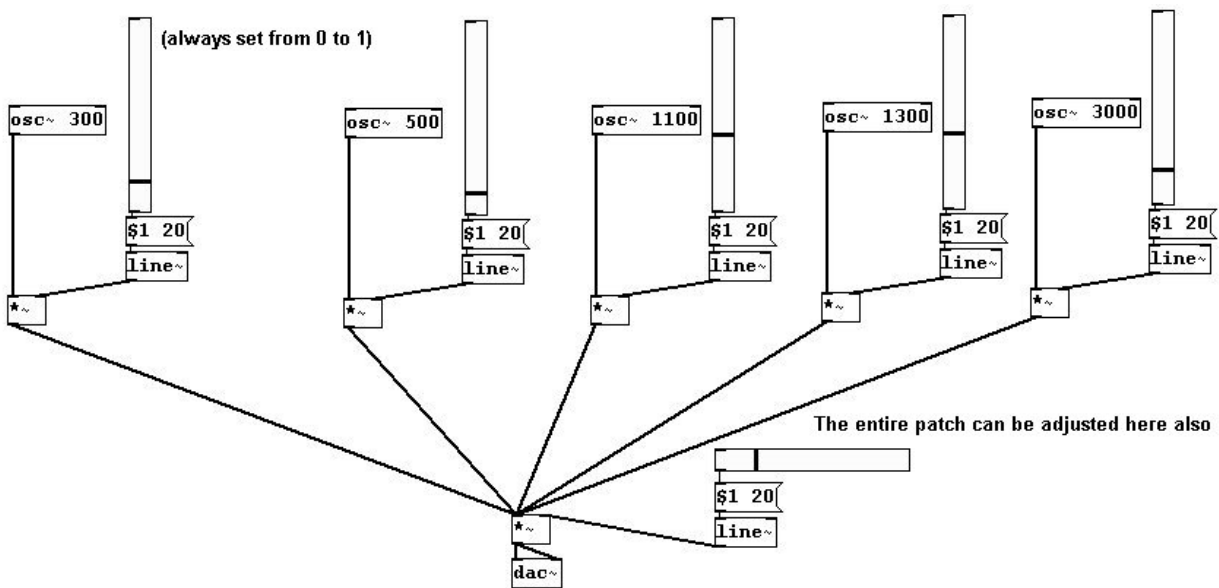 (always set from 0 to 1)
osc~ 300
osc~ 500
osc~ 1100
osc~ 1300
osc~ 3000
$1 20
$1 20
$1 20
$1 20
$1 20
line~
line~
line~
line~
line~
*~
*~
*~
*~
*~
The entire patch can be adjusted here also
$1 20
*~
line~
dac~